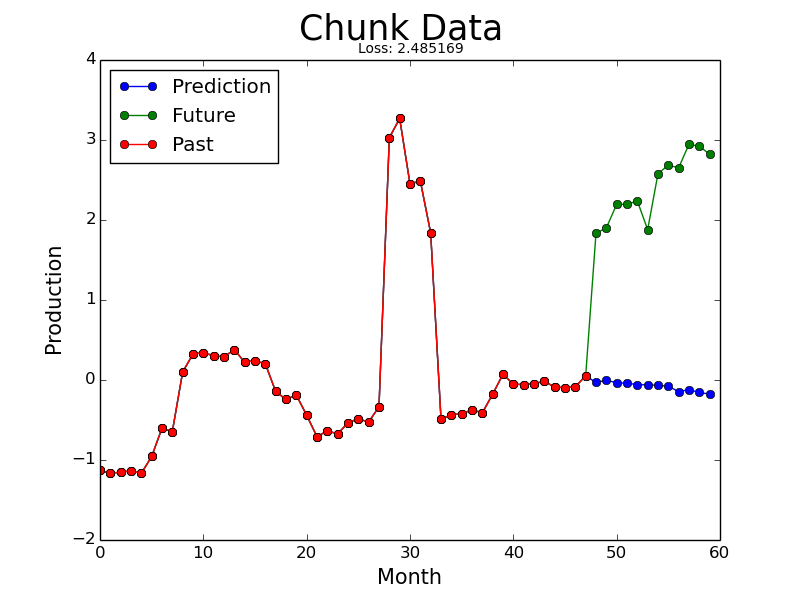 Chunk Data
Loss: 2.485169
Prediction
Future
Past
Production
4
3
2
1
0
−1
−2
0 10 20 30 40 50 60
Month